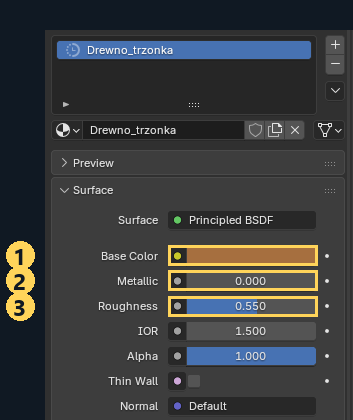 Drewno_trzonka
Drewno_trzonka
Preview
Surface
Surface Principled BSDF
1 Base Color
2 Metallic 0.000
3 Roughness 0.550
IOR 1.500
Alpha 1.000
Thin Wall
Normal Default